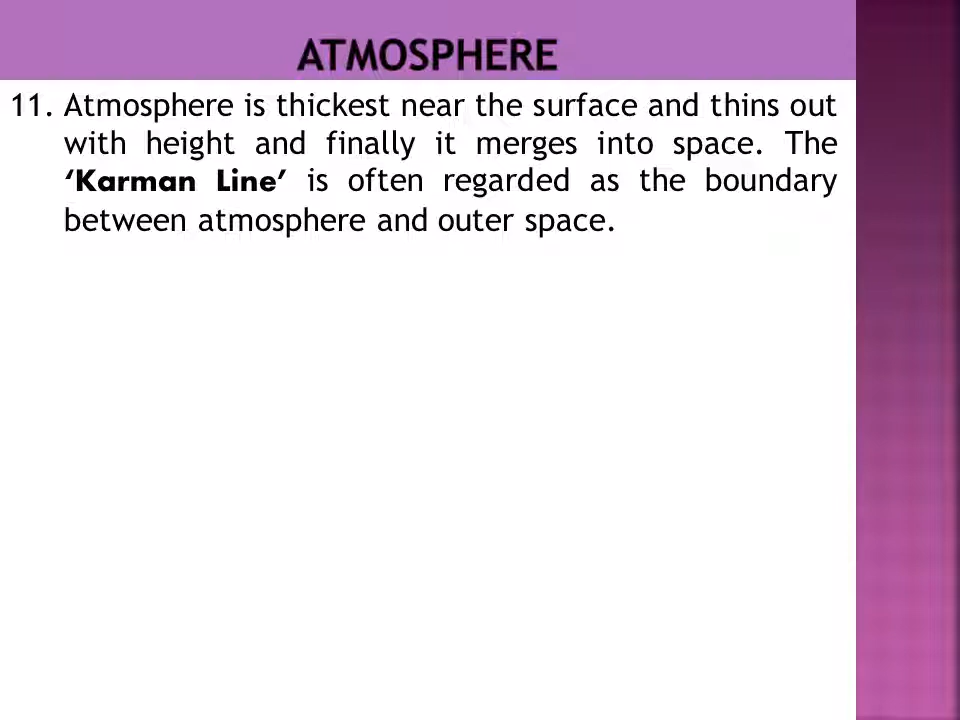 ATMOSPHERE
11. Atmosphere is thickest near the surface and thins out
with height and finally it merges into space. The
‘Karman Line’ is often regarded as the boundary
between atmosphere and outer space.